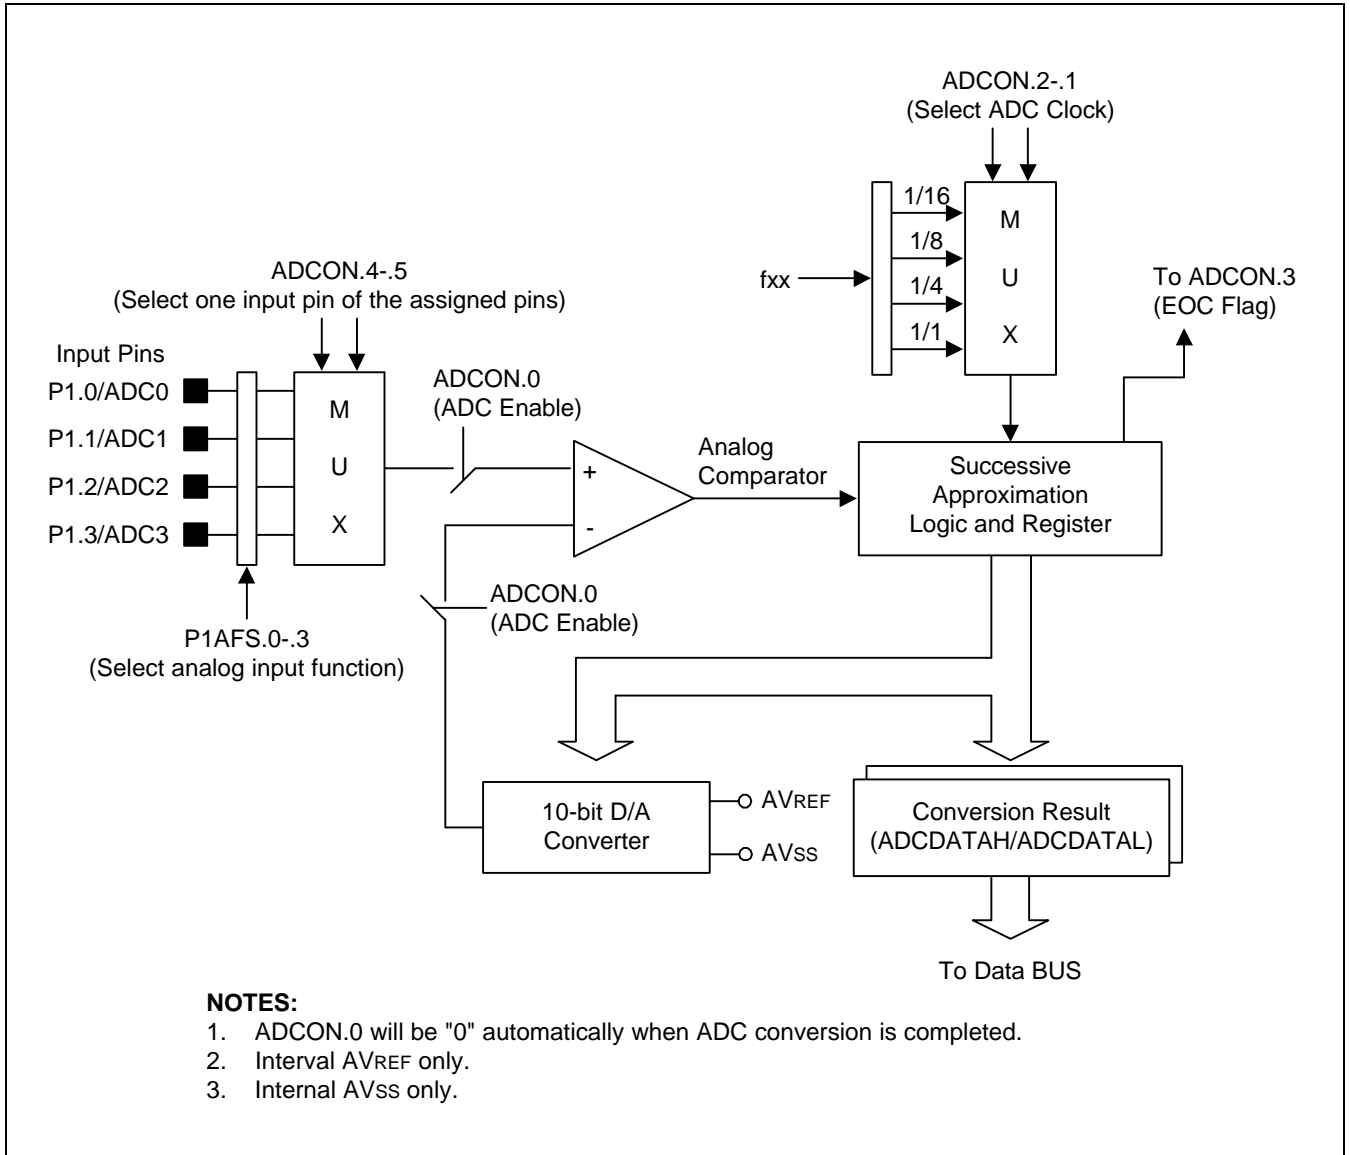 ADCON.2-.1
(Select ADC Clock)
1/16
1/8
1/4
1/1
M
U
X
fxx
To ADCON.3
(EOC Flag)
ADCON.4-.5
(Select one input pin of the assigned pins)
Input Pins
P1.0/ADC0
P1.1/ADC1
P1.2/ADC2
P1.3/ADC3
M
U
X
ADCON.0
(ADC Enable)
+
-
Analog
Comparator
Successive
Approximation
Logic and Register
ADCON.0
(ADC Enable)
P1AFS.0-.3
(Select analog input function)
10-bit D/A
Converter
AVREF
AVSS
Conversion Result
(ADCDATAH/ADCDATAL)
To Data BUS
NOTES:
1. ADCON.0 will be "0" automatically when ADC conversion is completed.
2. Interval AVREF only.
3. Internal AVSS only.